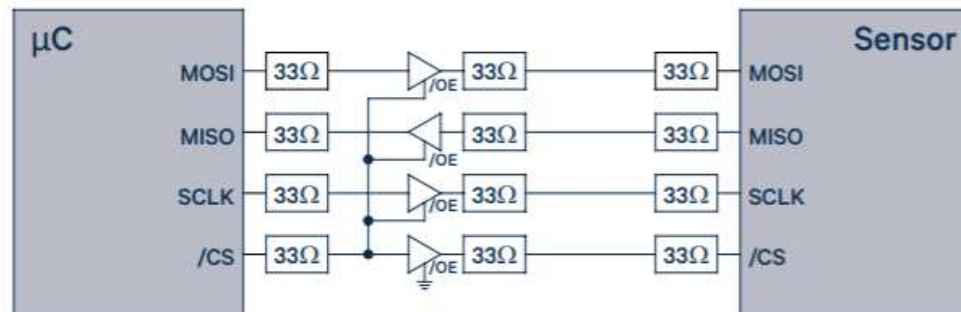 μC Sensor
MOSI 33Ω 33Ω 33Ω MOSI
/OE
MISO 33Ω 33Ω 33Ω MISO
/OE
SCLK 33Ω 33Ω 33Ω SCLK
/OE
/CS 33Ω 33Ω 33Ω /CS
/OE